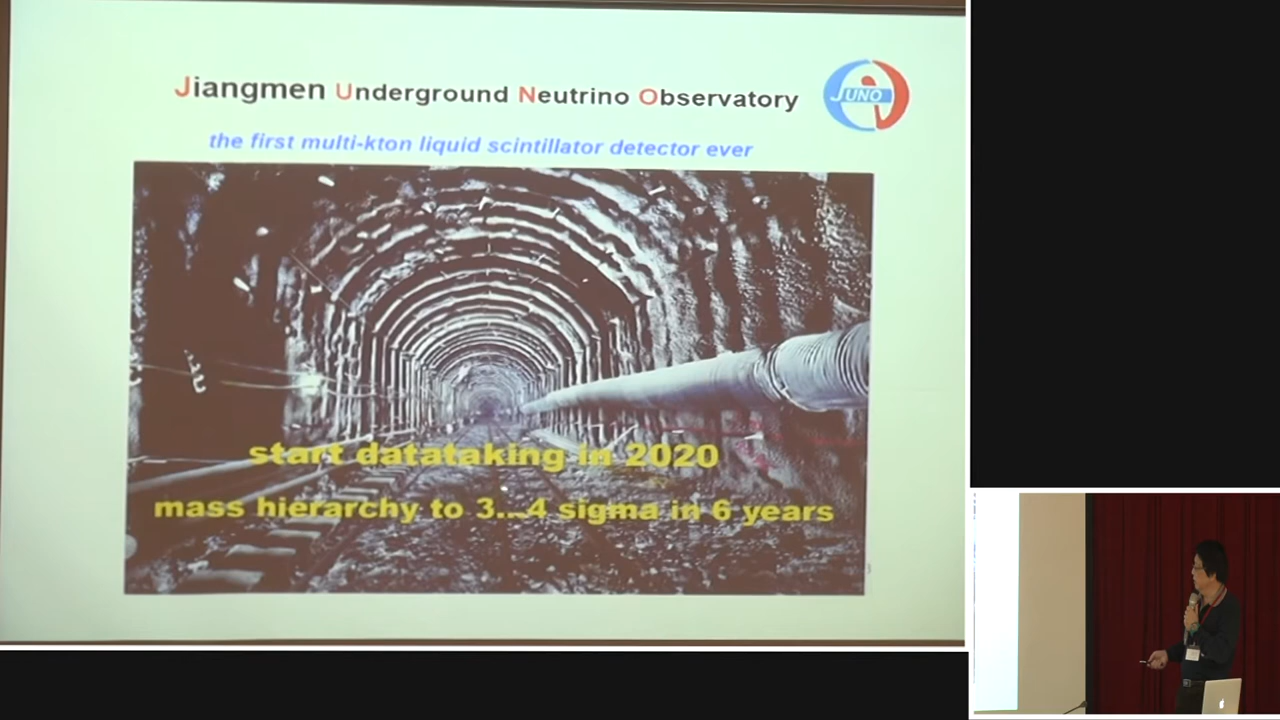 Jiangmen Underground Neutrino Observatory
JUNO
the first multi-kton liquid scintillator detector ever
start datataking in 2020
mass hierarchy to 3...4 sigma in 6 years